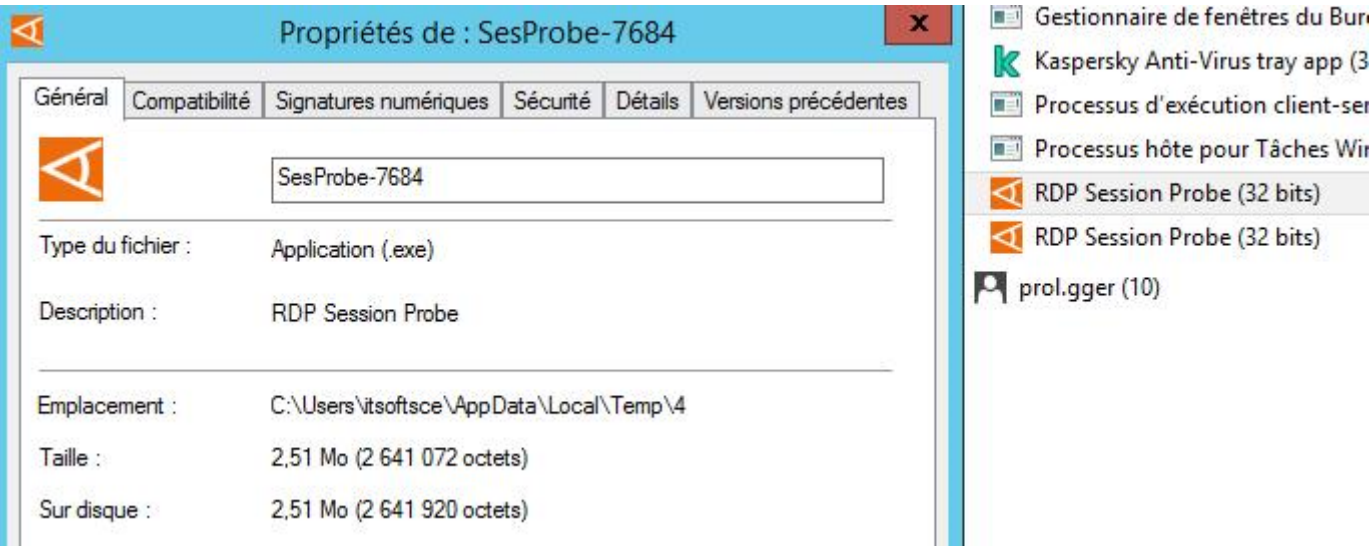 Propriétés de : SesProbe-7684
x
Général Compatibilité Signatures numériques Sécurité Détails Versions précédentes
SesProbe-7684
Type du fichier : Application (.exe)
Description : RDP Session Probe
Emplacement : C:\Users\itsoftsce\AppData\Local\Temp\4
Taille : 2,51 Mo (2 641 072 octets)
Sur disque : 2,51 Mo (2 641 920 octets)
Gestionnaire de fenêtres du
Kaspersky Anti-Virus tray app (3
Processus d'exécution
Processus hôte pour Tâches
RDP Session Probe (32 bits)
RDP Session Probe (32 bits)
prol.gger (10)